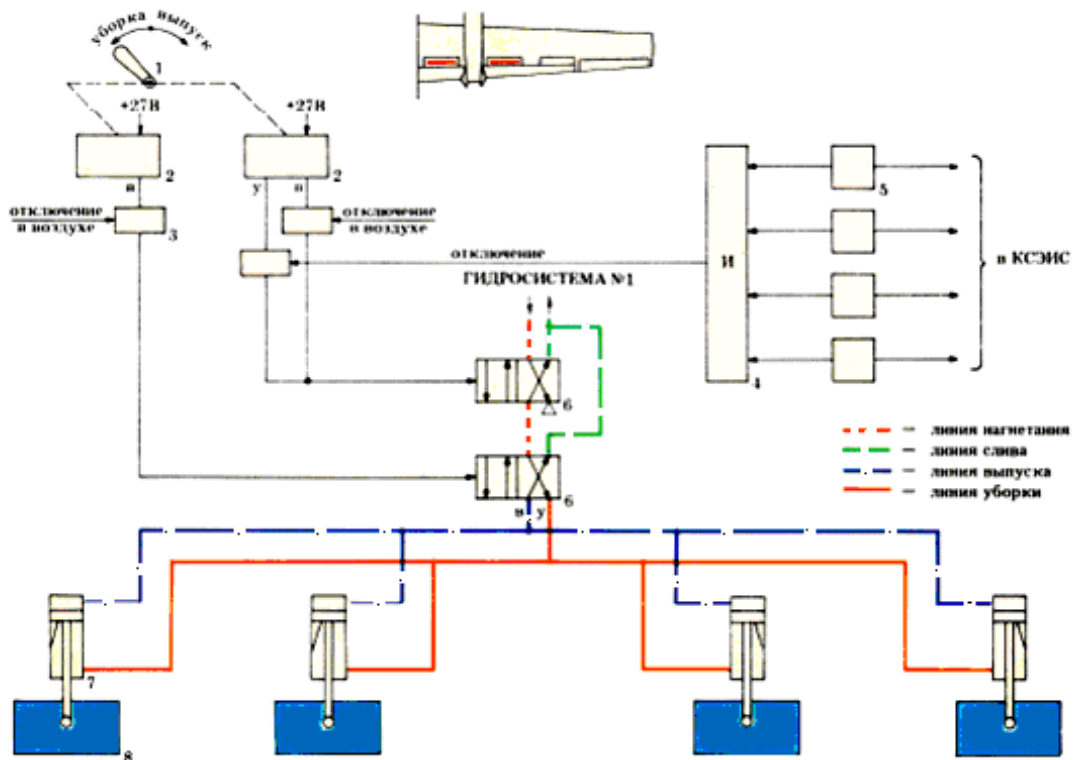 уборка выпуск
1
+27В
+27В
2
в
у
в
2
отключение
в воздухе
3
отключение
в воздухе
отключение
И
4
5
в КСЭИС
ГИДРОСИСТЕМА №1
6
6
в у
линия нагнетания
линия слива
линия выпуска
линия уборки
7
8